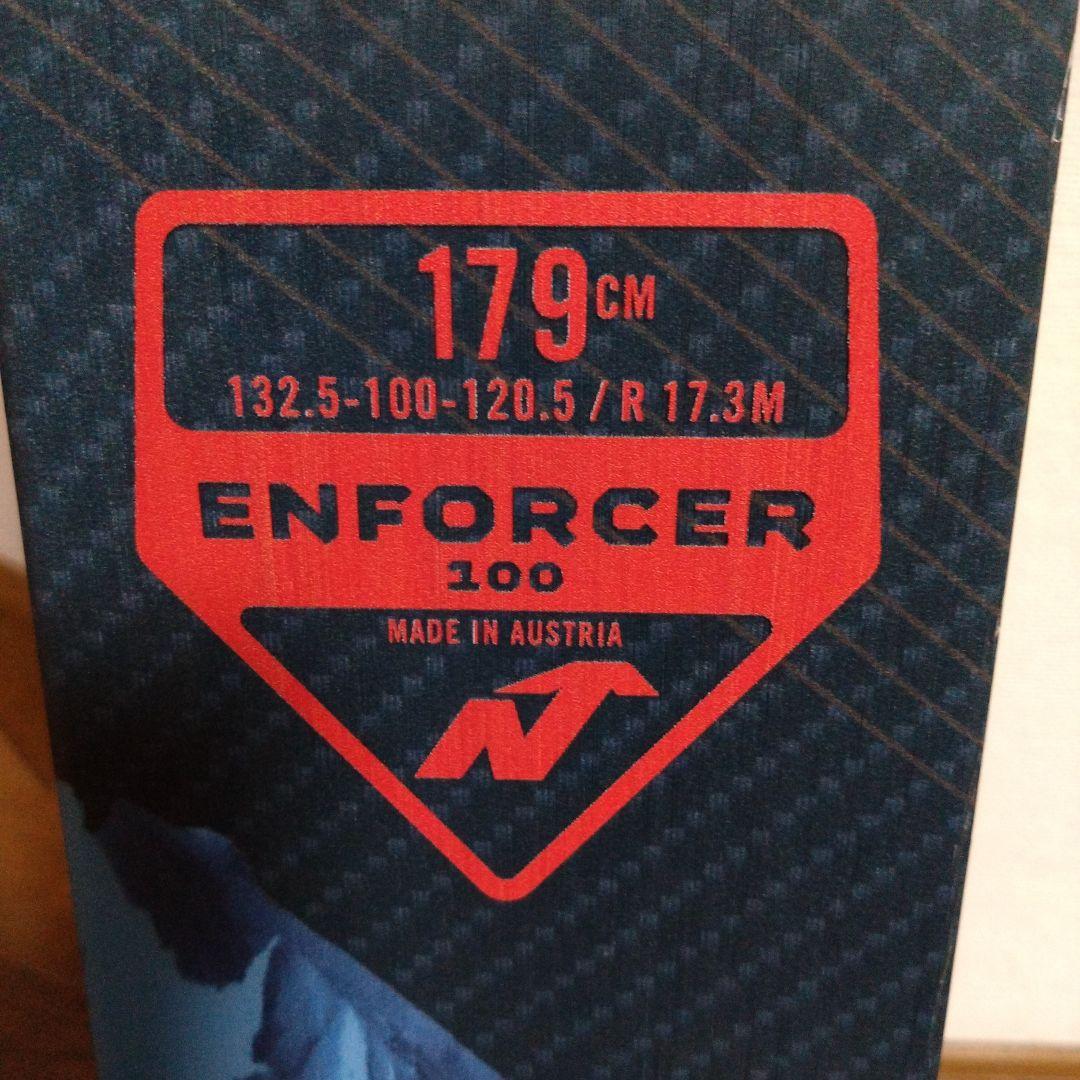 179CM
132.5-100-120.5 / R 17.3M
ENFORCER
100
MADE IN AUSTRIA